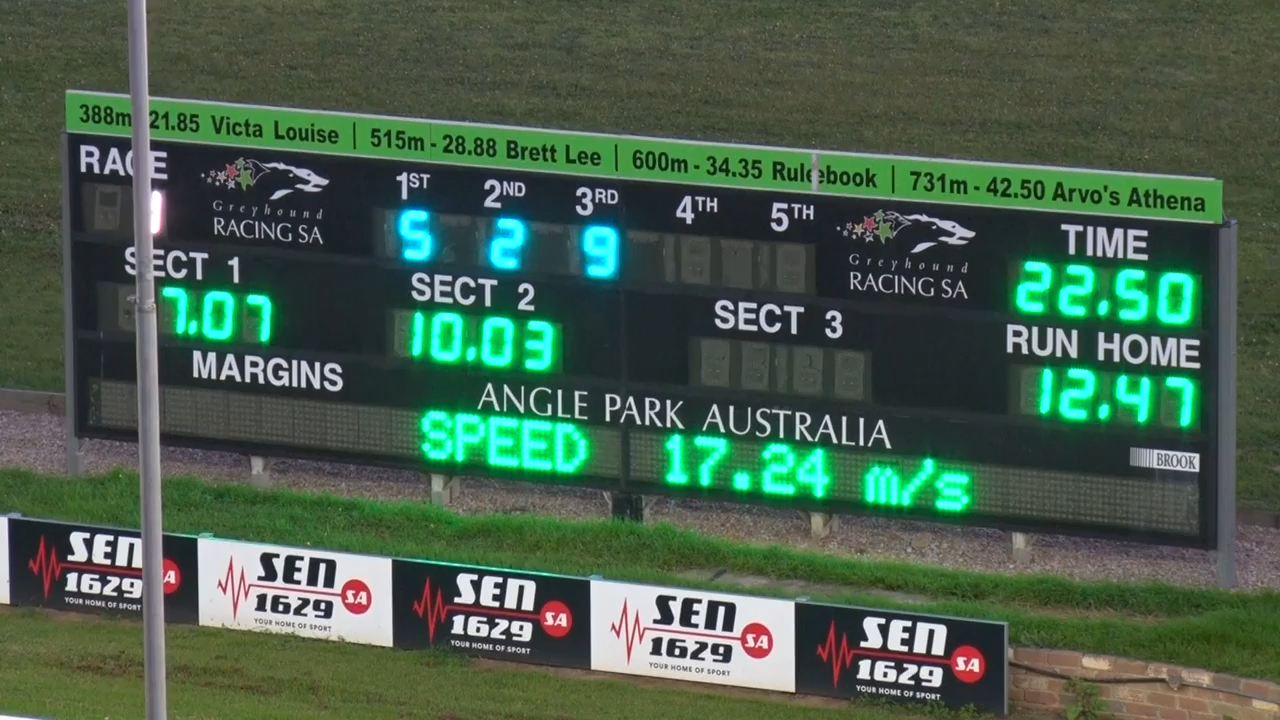 388m 21.85 Victa Louise | 515m - 28.88 Brett Lee | 600m - 34.35 Rulebook | 731m - 42.50 Arvo's Athena
RACE 1
Greyhound
RACING SA
1ST 2ND 3RD 4TH 5TH
5 2 9
Greyhound
RACING SA
TIME
22.50
SECT 1
7.07
SECT 2
10.03
SECT 3
RUN HOME
12.47
MARGINS
ANGLE PARK AUSTRALIA
SPEED 17.24 m/s
BROOK
SEN
1629 A
YOUR HOME OF SPORT
SEN
1629 SA
YOUR HOME OF SPORT
SEN
1629 SA
YOUR HOME OF SPORT
SEN
1629 SA
YOUR HOME OF SPORT
SEN
1629 SA
YOUR HOME OF SPORT